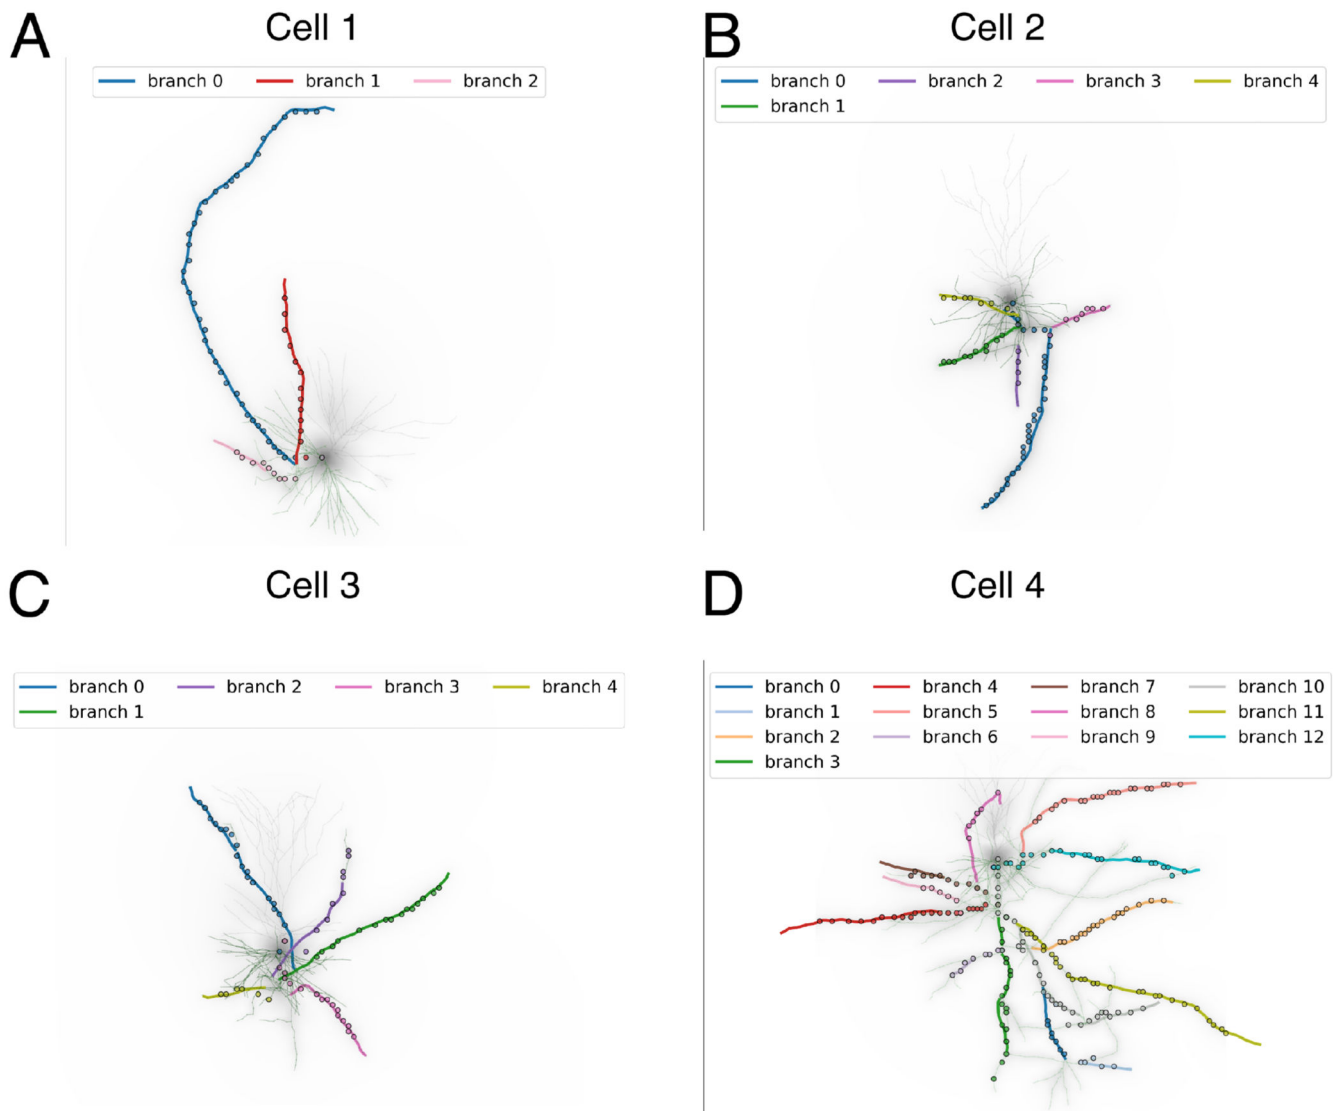 A
Cell 1
branch 0 branch 1 branch 2
B
Cell 2
branch 0 branch 2 branch 3 branch 4
branch 1
C
Cell 3
branch 0 branch 2 branch 3 branch 4
branch 1
D
Cell 4
branch 0 branch 4 branch 7 branch 10
branch 1 branch 5 branch 8 branch 11
branch 2 branch 6 branch 9 branch 12
branch 3